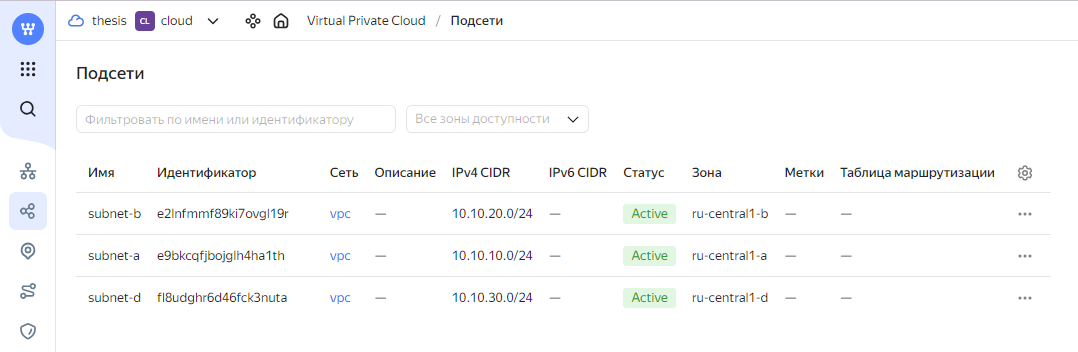 thesis CL cloud Virtual Private Cloud / Подсети
Подсети
Фильтровать по имени или идентификатору Все зоны доступности
Имя Идентификатор Сеть Описание IPv4 CIDR IPv6 CIDR Статус Зона Метки Таблица маршрутизации
subnet-b e2lnfmmf89ki7ovgl19r vpc — 10.10.20.0/24 — Active ru-central1-b — —
subnet-a e9bkcqfjbojglh4ha1th vpc — 10.10.10.0/24 — Active ru-central1-a — —
subnet-d fl8udghr6d46fck3nuta vpc — 10.10.30.0/24 — Active ru-central1-d — —